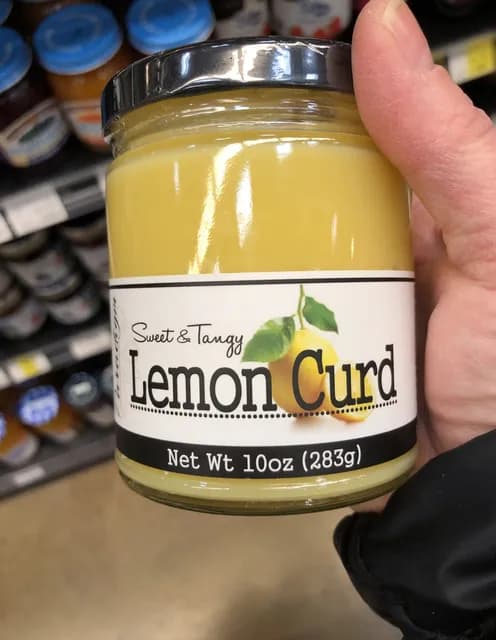 Sweet & Tangy
Lemon Curd
Net Wt 10oz (283g)